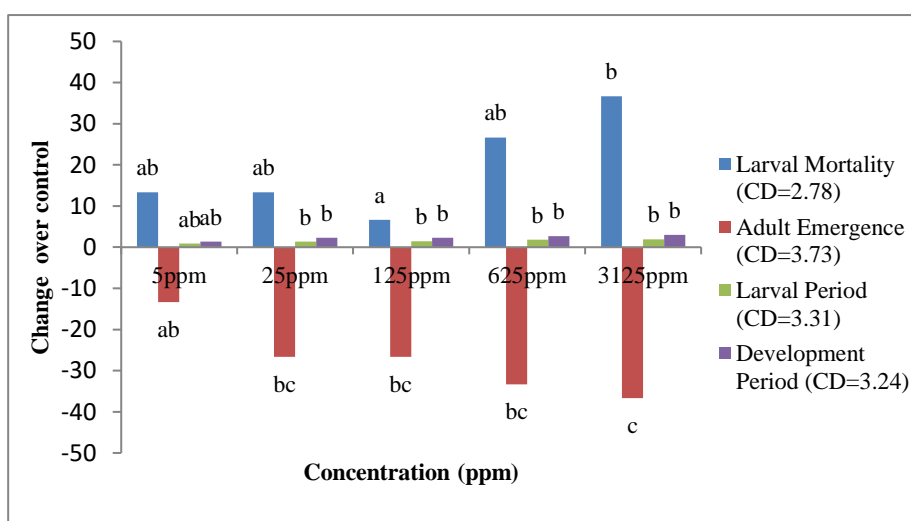 50
40
30
20
10
0
-10
-20
-30
-40
-50
Change over control
ab
ab
a
ab
b
abab
b b
b b
b b
b b
5ppm 25ppm 125ppm 625ppm 3125ppm
ab
bc
bc
bc
c
Concentration (ppm)
Larval Mortality
(CD=2.78)
Adult Emergence
(CD=3.73)
Larval Period
(CD=3.31)
Development
Period (CD=3.24)